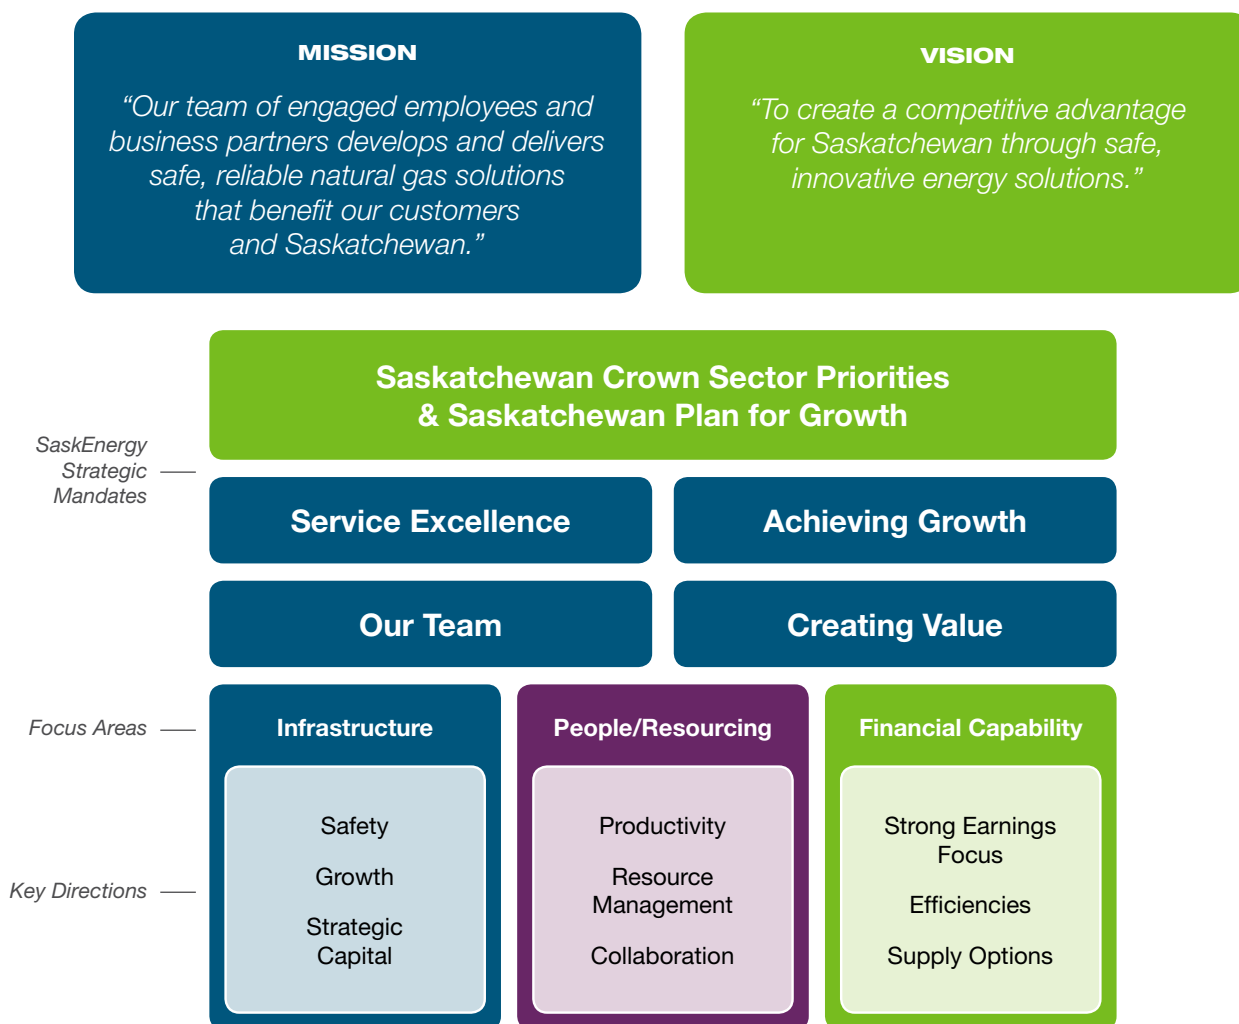 MISSION
“Our team of engaged employees and
business partners develops and delivers
safe, reliable natural gas solutions
that benefit our customers
and Saskatchewan.”
VISION
“To create a competitive advantage
for Saskatchewan through safe,
innovative energy solutions.”
SaskEnergy
Strategic
Mandates
Saskatchewan Crown Sector Priorities
& Saskatchewan Plan for Growth
Service Excellence
Achieving Growth
Our Team
Creating Value
Focus Areas
Infrastructure
People/Resourcing
Financial Capability
Key Directions
Safety
Growth
Strategic
Capital
Productivity
Resource
Management
Collaboration
Strong Earnings
Focus
Efficiencies
Supply Options